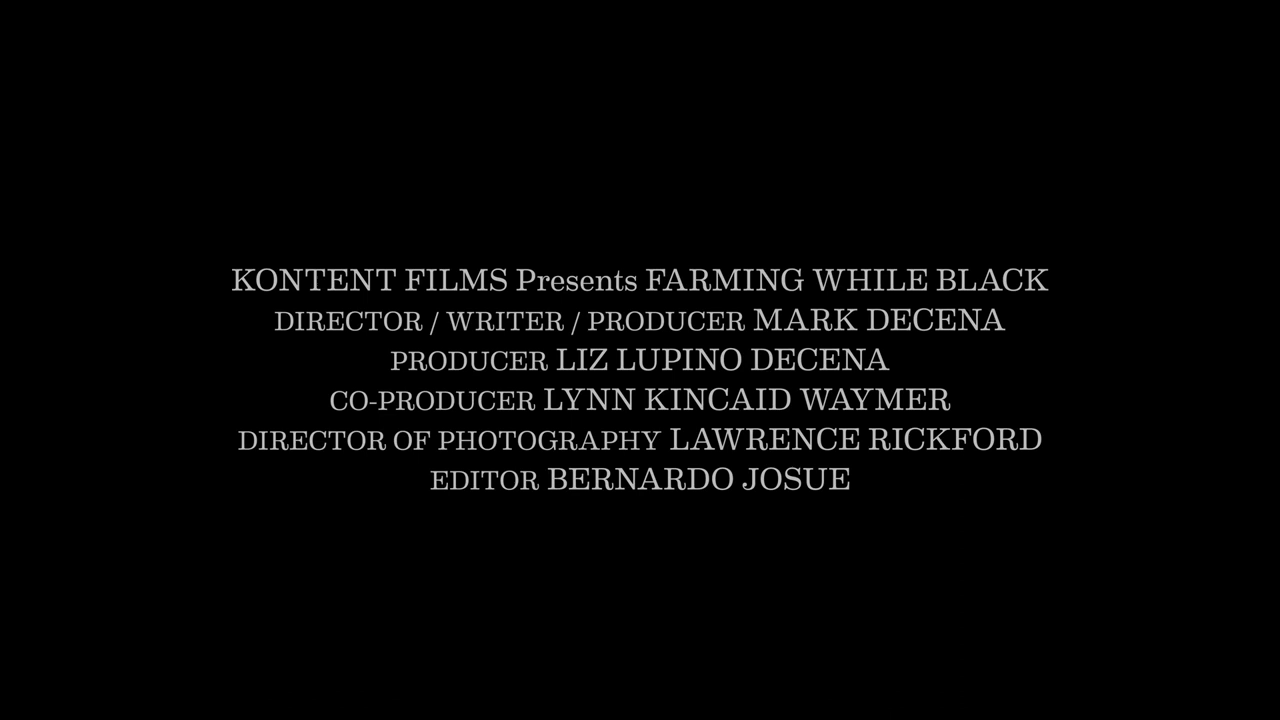 KONTENT FILMS Presents FARMING WHILE BLACK
DIRECTOR / WRITER / PRODUCER MARK DECENA
PRODUCER LIZ LUPINO DECENA
CO-PRODUCER LYNN KINCAID WAYMER
DIRECTOR OF PHOTOGRAPHY LAWRENCE RICKFORD
EDITOR BERNARDO JOSUE